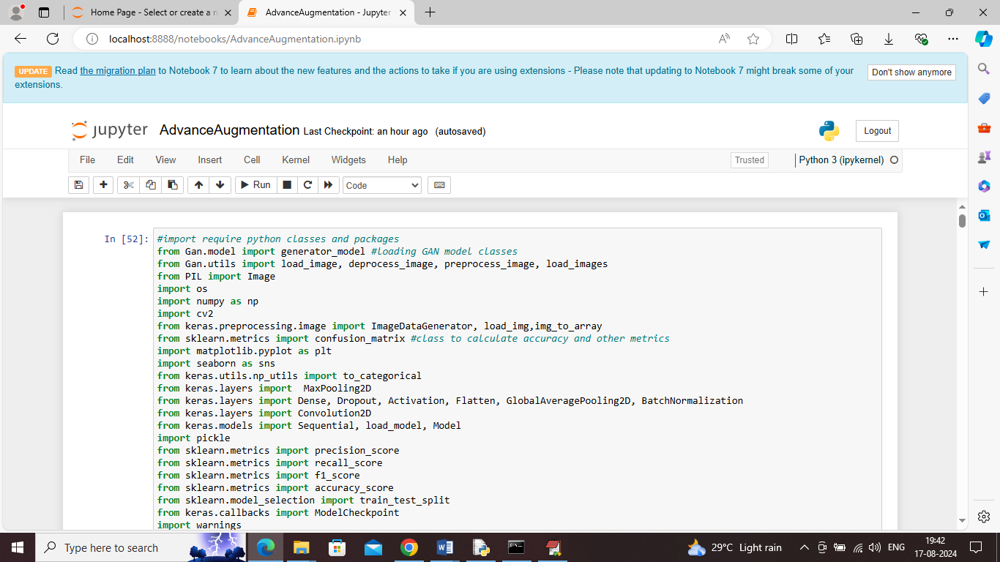 Home Page - Select or create a n
AdvanceAugmentation - Jupyter
localhost:8888/notebooks/AdvanceAugmentation.ipynb
UPDATE Read the migration plan to Notebook 7 to learn about the new features and the actions to take if you are using extensions - Please note that updating to Notebook 7 might break some of your
extensions.
Don't show anymore
jupyter AdvanceAugmentation Last Checkpoint: an hour ago (autosaved)
Logout
File Edit View Insert Cell Kernel Widgets Help
Trusted
Python 3 (ipykernel)
Run
Code
In [52]:
#import require python classes and packages
from Gan.model import generator_model #loading GAN model classes
from Gan.utils import load_image, deprocess_image, preprocess_image, load_images
from PIL import Image
import os
import numpy as np
import cv2
from keras.preprocessing.image import ImageDataGenerator, load_img,img_to_array
from sklearn.metrics import confusion_matrix #class to calculate accuracy and other metrics
import matplotlib.pyplot as plt
import seaborn as sns
from keras.utils.np_utils import to_categorical
from keras.layers import  MaxPooling2D
from keras.layers import Dense, Dropout, Activation, Flatten, GlobalAveragePooling2D, BatchNormalization
from keras.layers import Convolution2D
from keras.models import Sequential, load_model, Model
import pickle
from sklearn.metrics import precision_score
from sklearn.metrics import recall_score
from sklearn.metrics import f1_score
from sklearn.metrics import accuracy_score
from sklearn.model_selection import train_test_split
from keras.callbacks import ModelCheckpoint
import warnings
Type here to search
29°C Light rain
ENG
19:42
17-08-2024